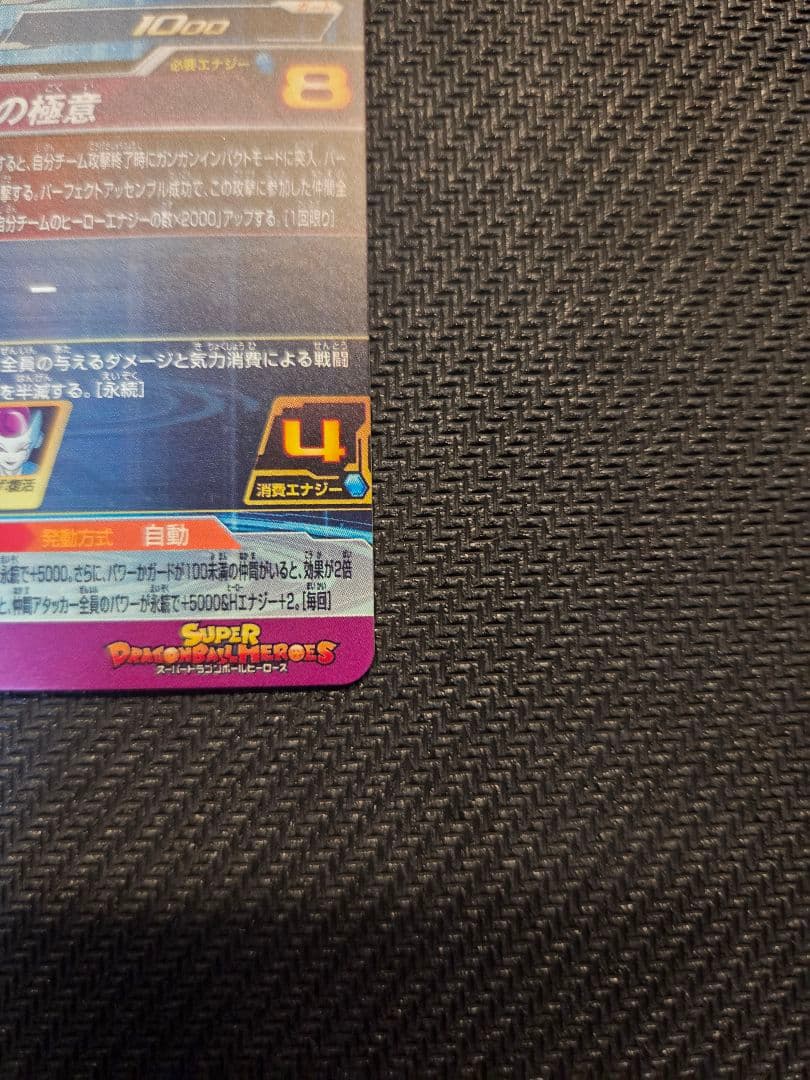 1000
必要エナジー
8
の極意
すると、自分チーム攻撃終了時にガンガンインパクトモードに突入。パー
撃する。パーフェクトアッセンブル成功で、この攻撃に参加した仲間全
自分チームのヒーローエナジーの数×2000」アップする。[1回限り]
ー
全員の与えるダメージと気力消費による戦闘
を半減する。[永続]
4
消費エナジー
復活
発動方式 自動
永続で+5000。さらに、パワーかガードが100未満の仲間がいると、効果が2倍
と、仲間アタッカー全員のパワーが永続で+5000&Hエナジー+2。[毎回]
SUPER
DRAGONBALL HEROES
スーパードラゴンボールヒーローズ